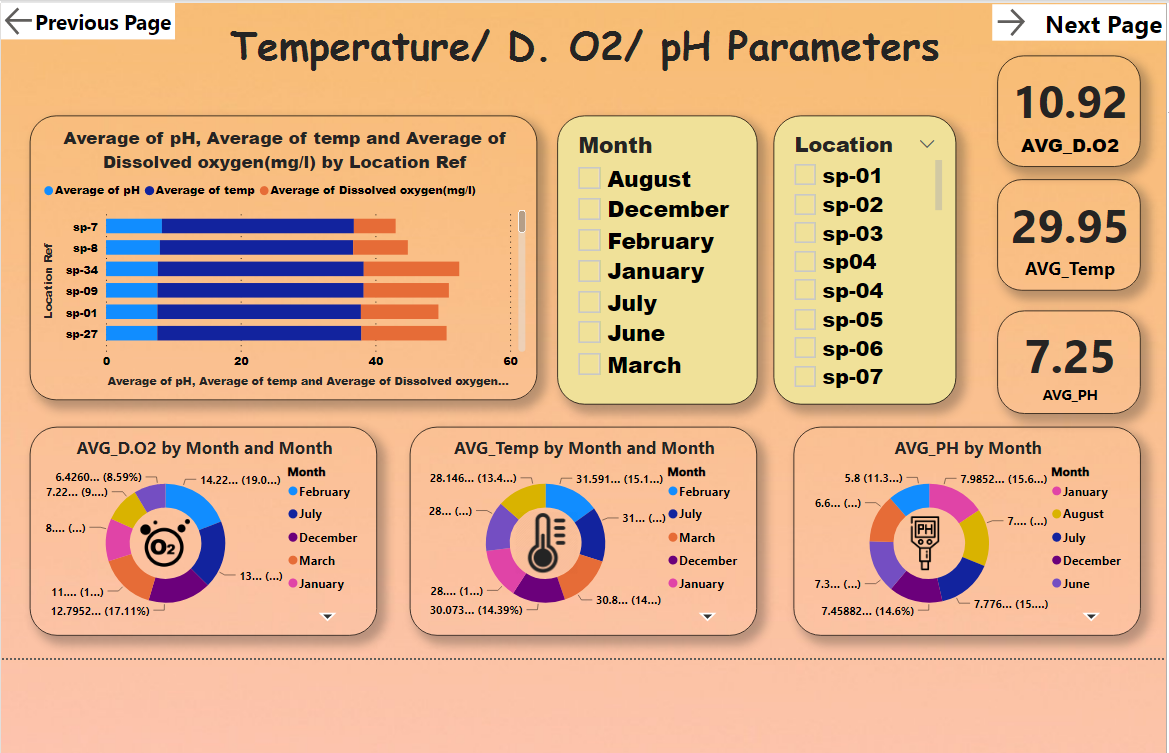 Previous Page
Next Page
Temperature/ D. O2/ pH Parameters
10.92
AVG_D.O2
29.95
AVG_Temp
7.25
AVG_PH
Average of pH, Average of temp and Average of
Dissolved oxygen(mg/l) by Location Ref
Average of pH Average of temp Average of Dissolved oxygen(mg/l)
Location Ref
sp-7
sp-8
sp-34
sp-09
sp-01
sp-27
0 20 40 60
Average of pH, Average of temp and Average of Dissolved oxygen...
Month
August
December
February
January
July
June
March
Location
sp-01
sp-02
sp-03
sp04
sp-04
sp-05
sp-06
sp-07
AVG_D.O2 by Month and Month
6.4260... (8.59%)
14.22... (19.0...)
7.22... (9....)
8.... (...)
13... (...)
11.... (1...)
12.7952... (17.11%)
O2
Month
February
July
December
March
January
AVG_Temp by Month and Month
28.146... (13.4...)
31.591... (15.1...)
28... (...)
31... (...)
28.... (1...)
30.8... (14...)
30.073... (14.39%)
Month
February
July
March
December
January
AVG_PH by Month
5.8 (11.3...)
7.9852... (15.6...)
6.6... (...)
7.... (...)
7.3... (...)
7.776... (15....)
7.45882... (14.6%)
PH
Month
January
August
July
December
June